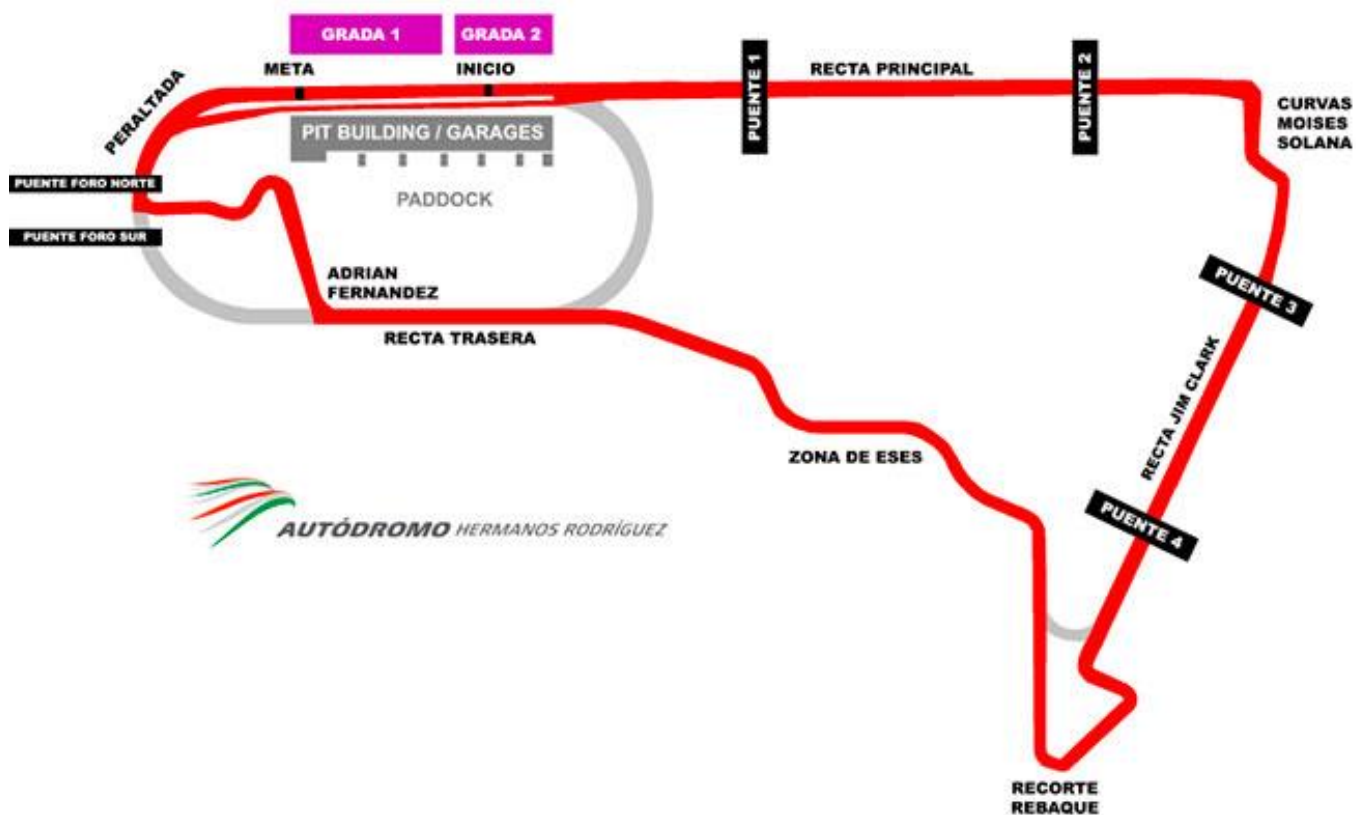 GRADA 1
GRADA 2
META
INICIO
PUENTE 1
RECTA PRINCIPAL
PUENTE 2
PERALTADA
CURVAS
MOISES
SOLANA
PIT BUILDING / GARAGES
PUENTE FORO NORTE
PADDOCK
PUENTE FORO SUR
ADRIAN
FERNANDEZ
PUENTE 3
RECTA TRASERA
RECTA JIM CLARK
ZONA DE ESES
AUTÓDROMO HERMANOS RODRÍGUEZ
PUENTE 4
RECORTE
REBAQUE